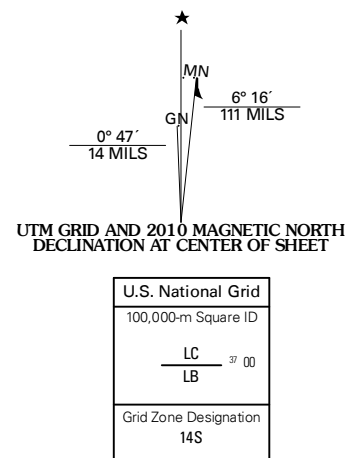 MN
GN
6° 16´
111 MILS
0° 47´
14 MILS
UTM GRID AND 2010 MAGNETIC NORTH
DECLINATION AT CENTER OF SHEET
U.S. National Grid
100,000-m Square ID
LC
37 00
LB
Grid Zone Designation
14S